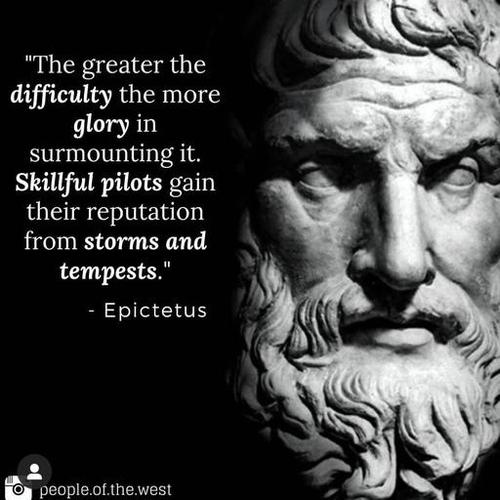 "The greater the
difficulty the more
glory in
surmounting it.
Skillful pilots gain
their reputation
from storms and
tempests."
- Epictetus
people.of.the.west